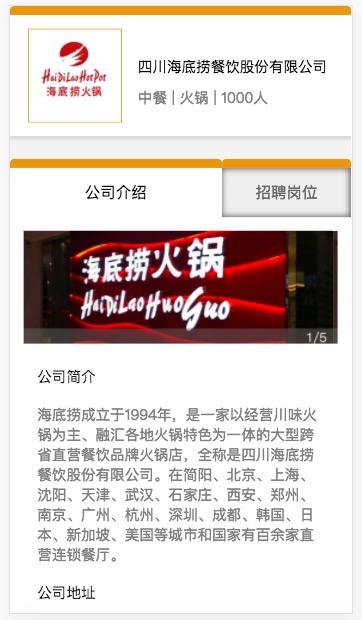 HaiDiLaoHotPot
海底捞火锅
四川海底捞餐饮股份有限公司
中餐 | 火锅 | 1000人
公司介绍
招聘岗位
海底捞火锅
HaiDiLaoHuoGuo
1/5
公司简介
海底捞成立于1994年，是一家以经营川味火
锅为主、融汇各地火锅特色为一体的大型跨
省直营餐饮品牌火锅店，全称是四川海底捞
餐饮股份有限公司。在简阳、北京、上海、
沈阳、天津、武汉、石家庄、西安、郑州、
南京、广州、杭州、深圳、成都、韩国、日
本、新加坡、美国等城市和国家有百余家直
营连锁餐厅。
公司地址